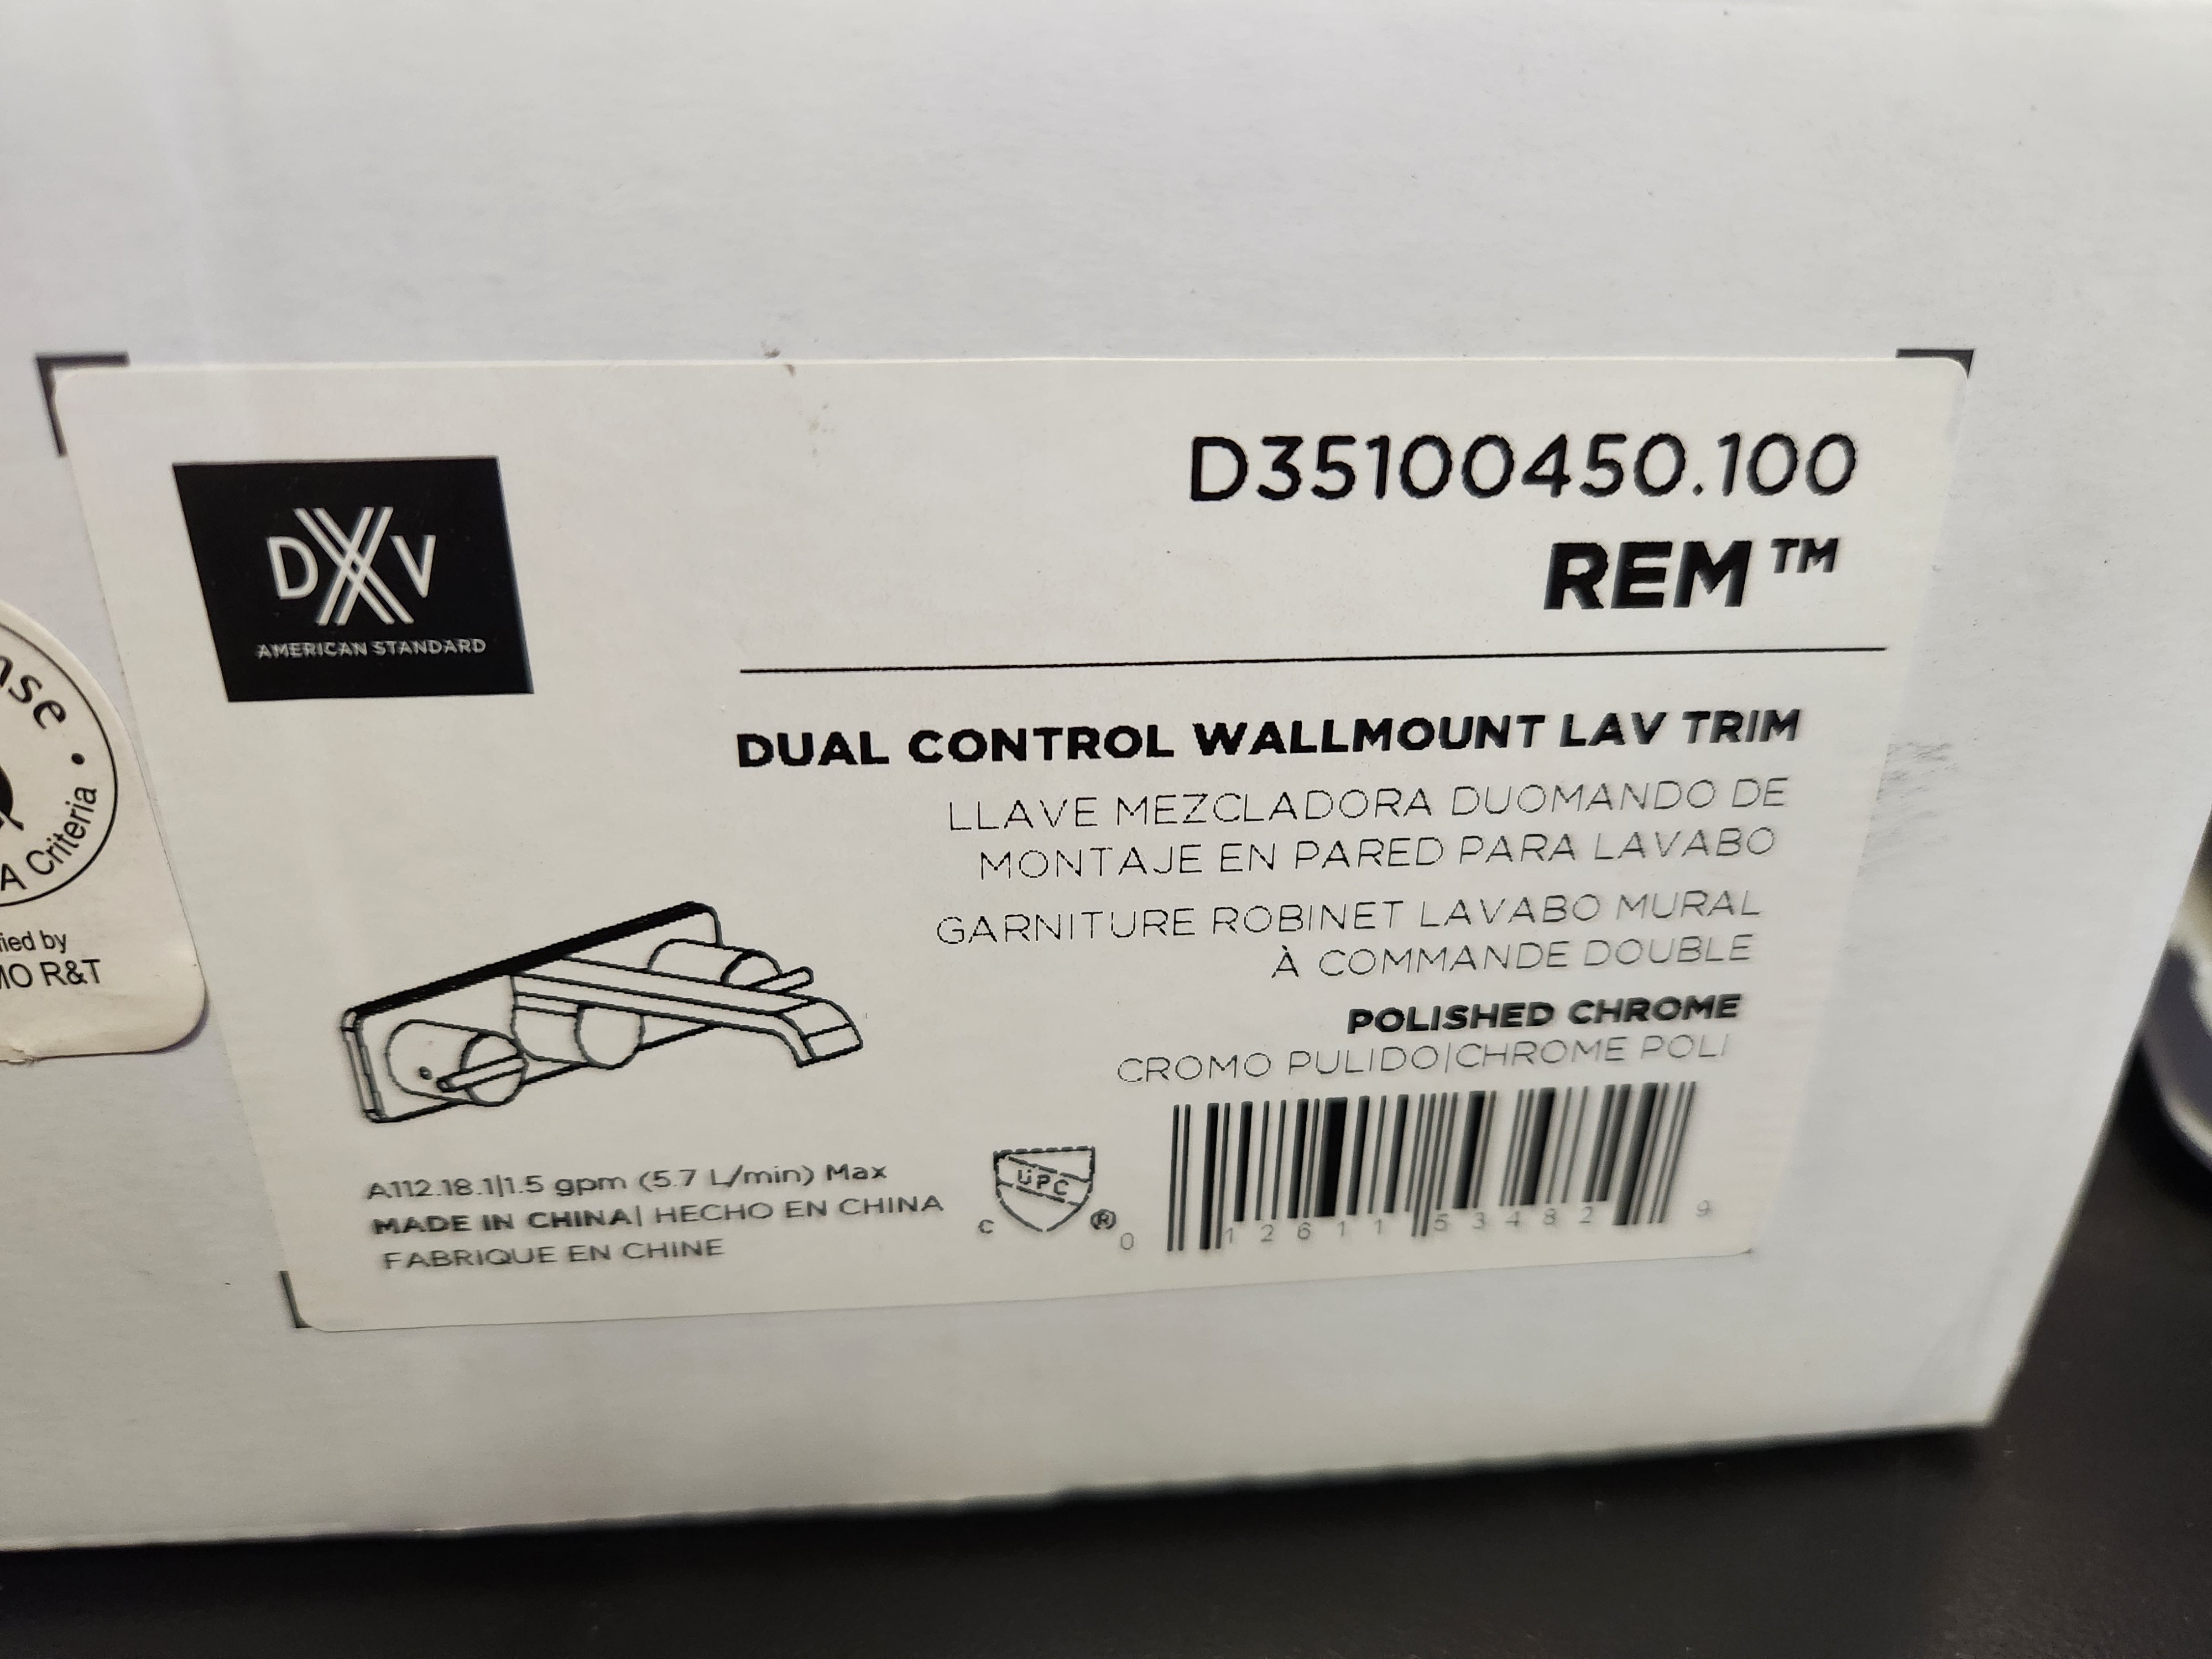 D35100450.100
REM™
DXV
AMERICAN STANDARD
DUAL CONTROL WALLMOUNT LAV TRIM
LLAVE MEZCLADORA DUOMANDO DE
MONTAJE EN PARED PARA LAVABO
GARNITURE ROBINET LAVABO MURAL
À COMMANDE DOUBLE
POLISHED CHROME
CROMO PULIDO|CHROME POLI
A112.18.1|1.5 gpm (5.7 L/min) Max
MADE IN CHINA| HECHO EN CHINA
FABRIQUE EN CHINE
UPC
C ®
0 12611 53482 9
A Criteria
by
R&T